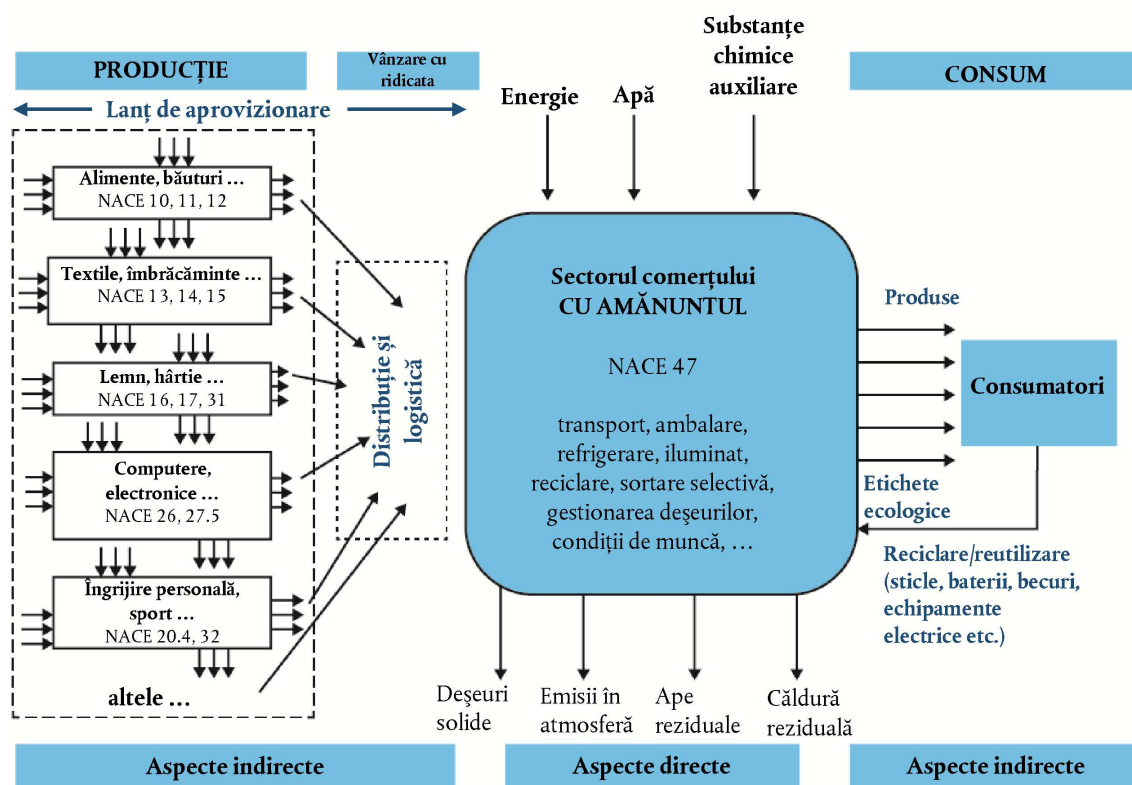 PRODUCȚIE
Vânzare cu
ridicata
Lanț de aprovizionare
Alimente, băuturi ...
NACE 10, 11, 12
Textile, îmbrăcăminte ...
NACE 13, 14, 15
Lemn, hârtie ...
NACE 16, 17, 31
Computere,
electronice ...
NACE 26, 27.5
Îngrijire personală,
sport ...
NACE 20.4, 32
altele ...
Distribuție și
logistică
Energie
Apă
Substanțe
chimice
auxiliare
Sectorul comerțului
CU AMĂNUNTUL
NACE 47
transport, ambalare,
refrigerare, iluminat,
reciclare, sortare selectivă,
gestionarea deșeurilor,
condiții de muncă, ...
Deșeuri
solide
Emisii în
atmosferă
Ape
reziduale
Căldură
reziduală
CONSUM
Produse
Consumatori
Etichete
ecologice
Reciclare/reutilizare
(sticle, baterii, becuri,
echipamente
electrice etc.)
Aspecte indirecte
Aspecte directe
Aspecte indirecte